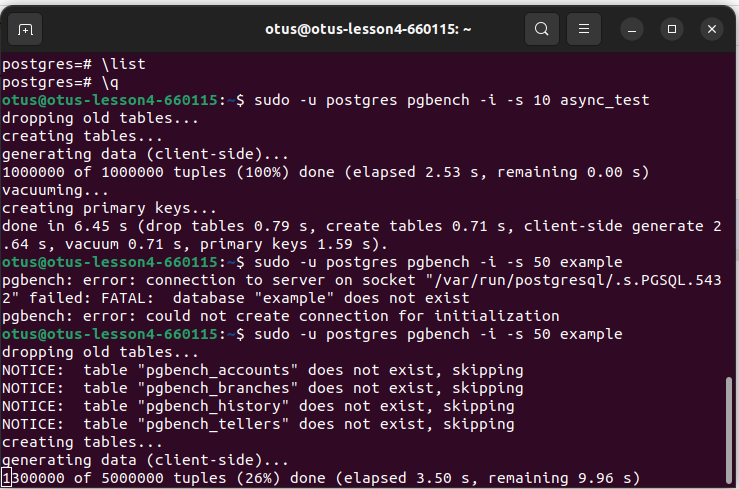 otus@otus-lesson4-660115: ~
postgres=# \list
postgres=# \q
otus@otus-lesson4-660115:~$ sudo -u postgres pgbench -i -s 10 async_test
dropping old tables...
creating tables...
generating data (client-side)...
1000000 of 1000000 tuples (100%) done (elapsed 2.53 s, remaining 0.00 s)
vacuuming...
creating primary keys...
done in 6.45 s (drop tables 0.79 s, create tables 0.71 s, client-side generate 2
.64 s, vacuum 0.71 s, primary keys 1.59 s).
otus@otus-lesson4-660115:~$ sudo -u postgres pgbench -i -s 50 example
pgbench: error: connection to server on socket "/var/run/postgresql/.s.PGSQL.543
2" failed: FATAL:  database "example" does not exist
pgbench: error: could not create connection for initialization
otus@otus-lesson4-660115:~$ sudo -u postgres pgbench -i -s 50 example
dropping old tables...
NOTICE:  table "pgbench_accounts" does not exist, skipping
NOTICE:  table "pgbench_branches" does not exist, skipping
NOTICE:  table "pgbench_history" does not exist, skipping
NOTICE:  table "pgbench_tellers" does not exist, skipping
creating tables...
generating data (client-side)...
1300000 of 5000000 tuples (26%) done (elapsed 3.50 s, remaining 9.96 s)